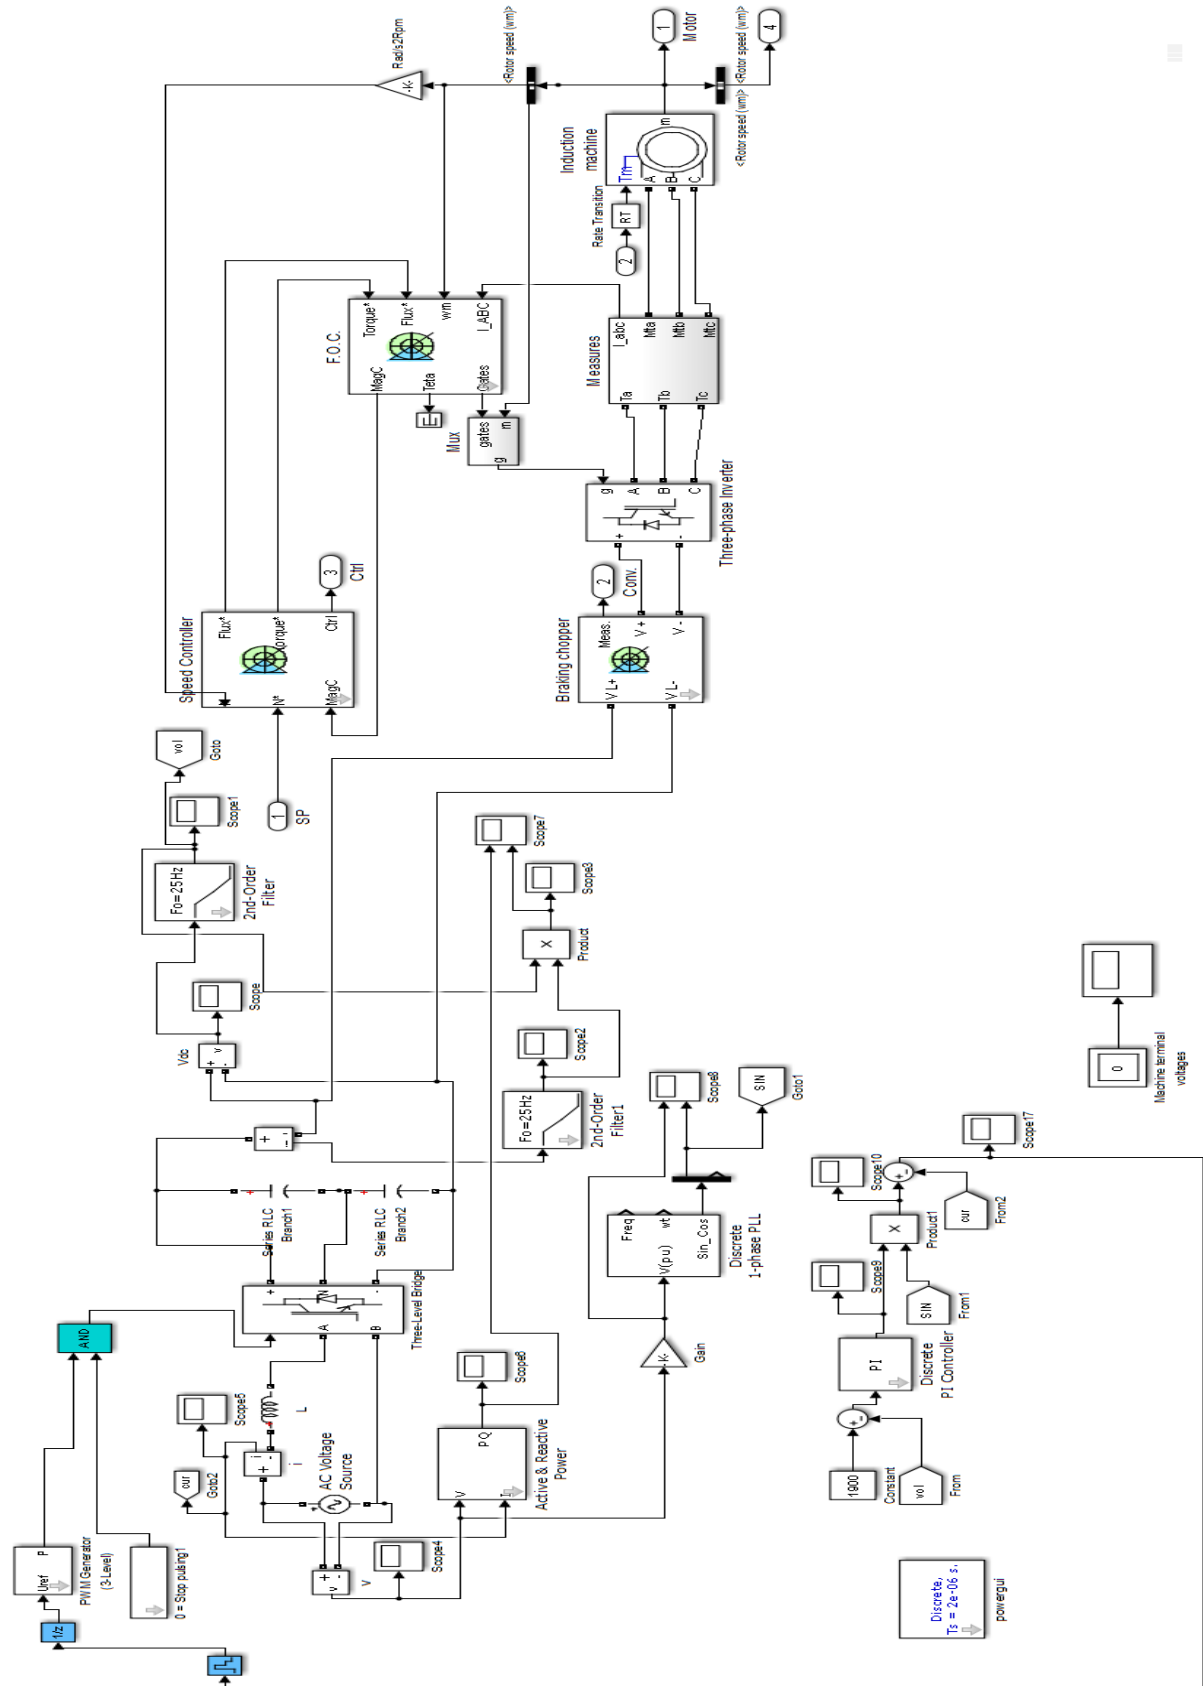 Uref
P
PWM Generator
(3-Level)
0 = Stop pulsing1
1/z
AND
cur
Goto2
Scope5
+
-
i
i
L
AC Voltage
Source
v
+
-
V
Scope4
+
N
-
A
B
Three-Level Bridge
Series RLC
Branch1
Series RLC
Branch2
+
+
+
-
i
Vdc
+
-
v
Scope
Fo=25Hz
2nd-Order
Filter
Scope1
vol
Goto
1
SP
Speed Controller
N*
MagC
Flux*
Torque*
Ctrl
3
Ctrl
F.O.C.
Torque*
Flux*
wm
I_ABC
MagC
Teta
Gates
Mux
gates
m
g
-K-
Rad/s2Rpm
<Rotor speed (wm)>
1
Motor
<Rotor speed (wm)>
<Rotor speed (wm)>
4
Induction
machine
m
Tm
A
B
C
Rate Transition
RT
2
Measures
I_abc
Mta
Mtb
Mtc
Ta
Tb
Tc
Three-phase Inverter
g
A
B
C
+
-
Braking chopper
VL+
VL-
Meas.
V+
V-
2
Conv.
Scope7
Scope3
X
Product
Scope2
Fo=25Hz
2nd-Order
Filter1
V
I
PQ
Active & Reactive
Power
Scope6
-K-
Gain
V(pu)
Freq
wt
Sin_Cos
Discrete
1-phase PLL
Scope8
SIN
Goto1
1900
Constant
vol
From
+
-
PI
Discrete
PI Controller
Scope9
SIN
From1
X
Product1
Scope10
+
-
cur
From2
Scope17
Discrete,
Ts = 2e-06 s.
powergui
0
Machine terminal
voltages